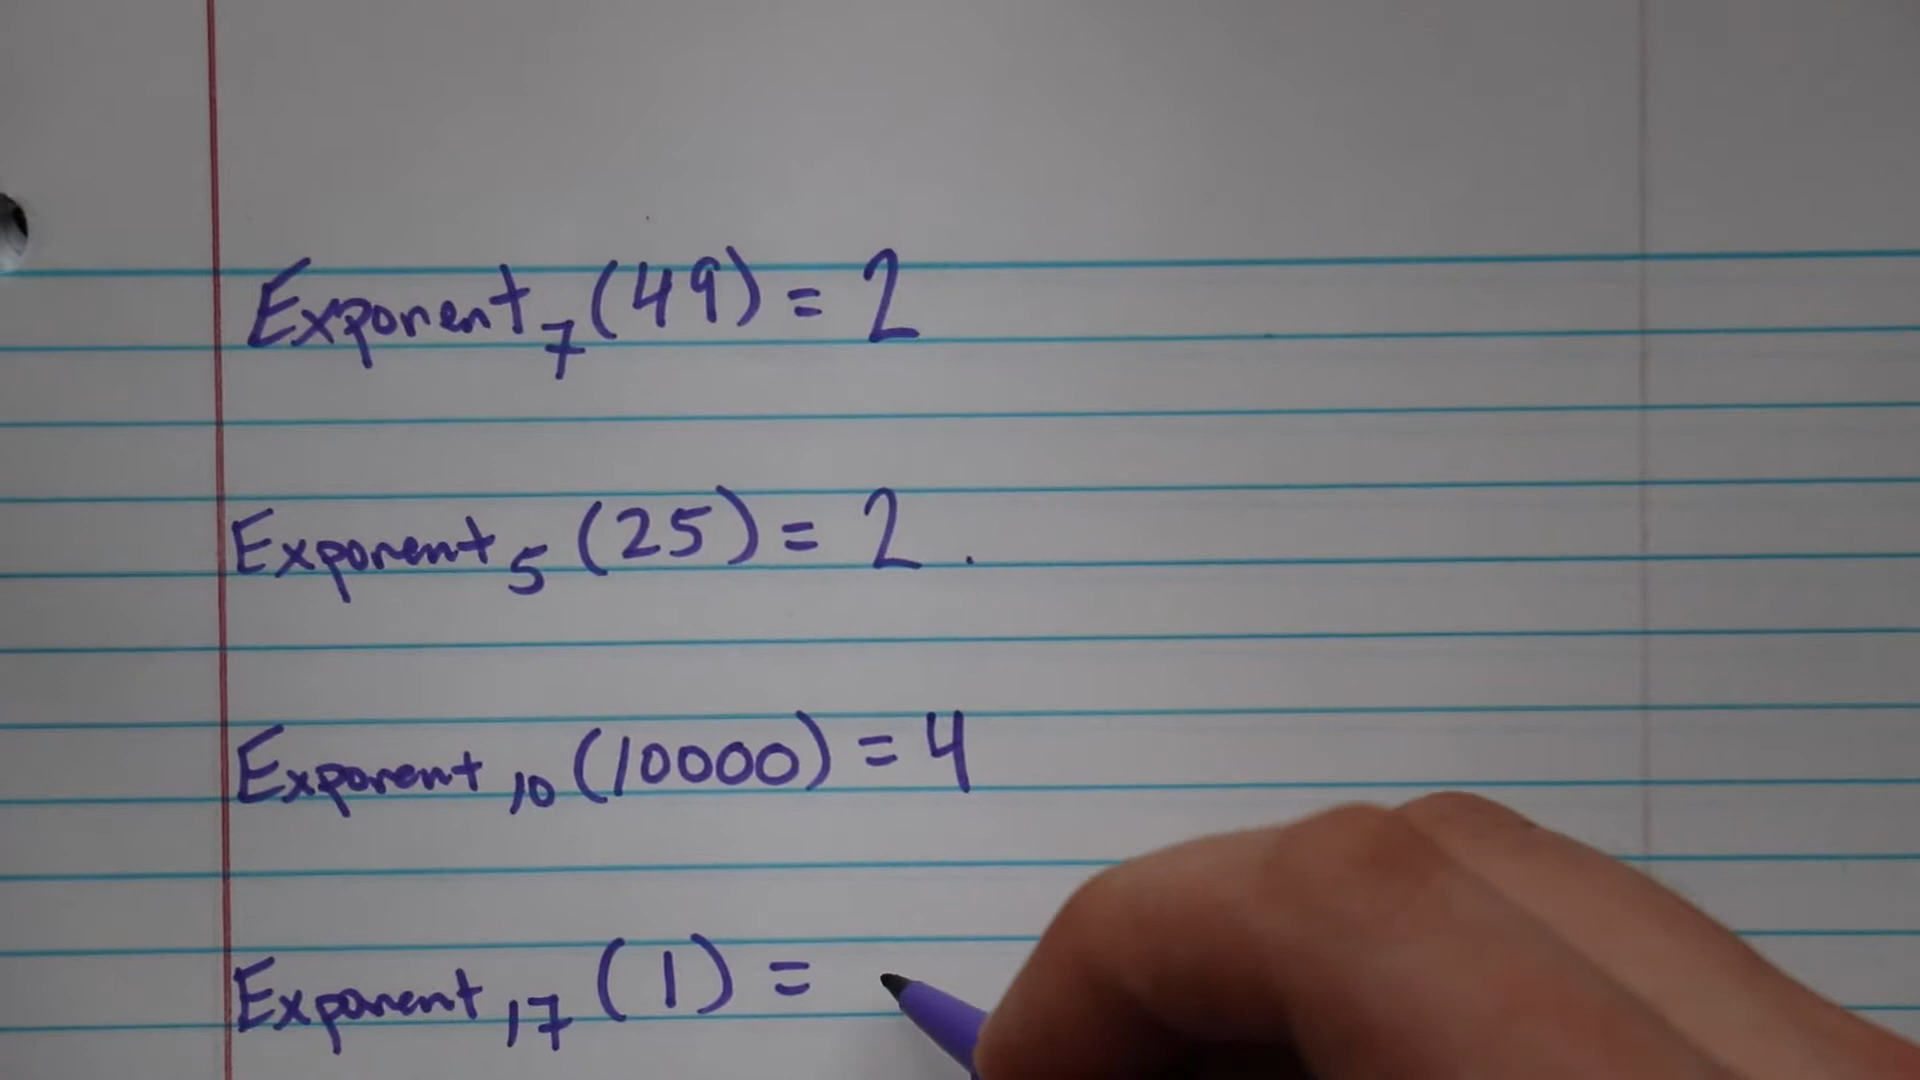 Exponent₇(49) = 2
Exponent₅(25) = 2.
Exponent₁₀(10000) = 4
Exponent₁₇(1) =